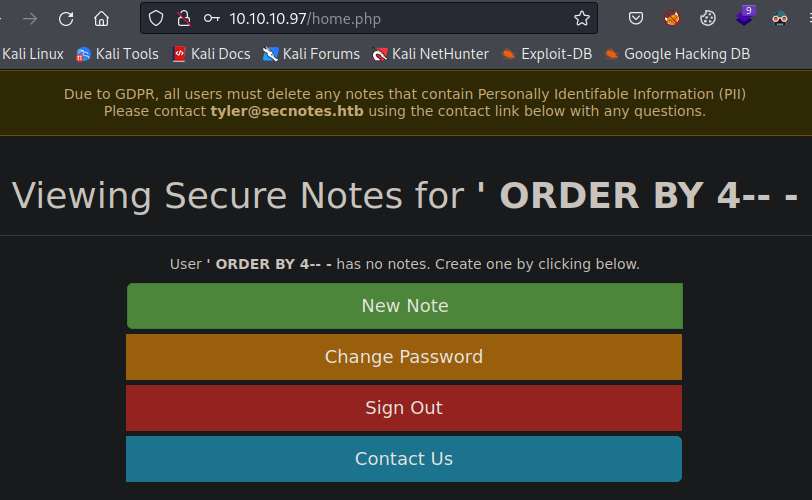 10.10.10.97/home.php
9
Kali Linux Kali Tools Kali Docs Kali Forums Kali NetHunter Exploit-DB Google Hacking DB
Due to GDPR, all users must delete any notes that contain Personally Identifable Information (PII)
Please contact tyler@secnotes.htb using the contact link below with any questions.
Viewing Secure Notes for ' ORDER BY 4-- -
User ' ORDER BY 4-- - has no notes. Create one by clicking below.
New Note
Change Password
Sign Out
Contact Us